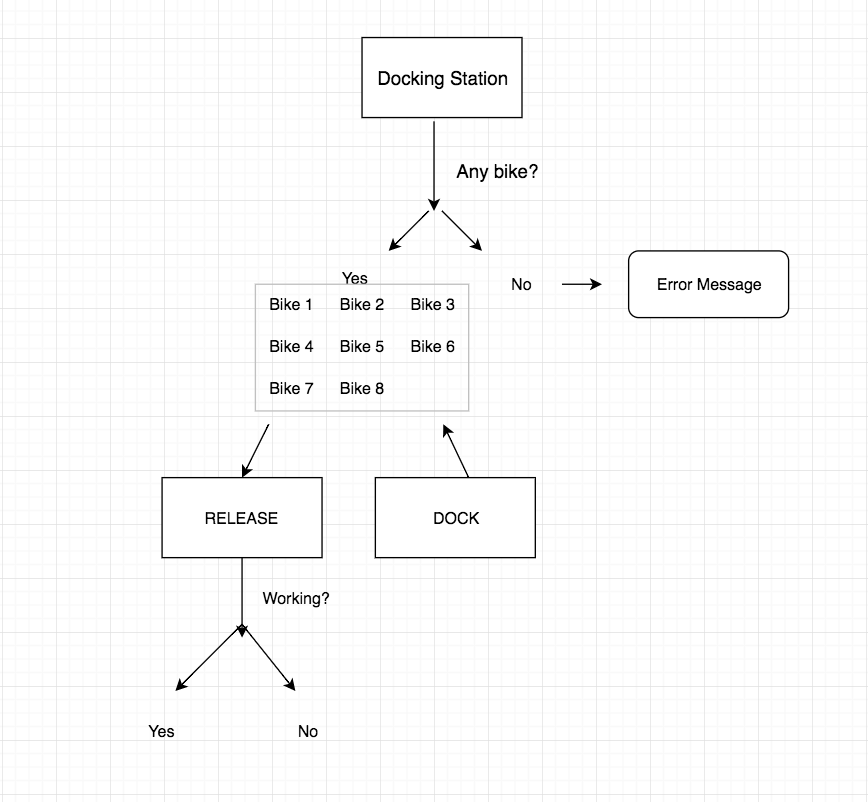 Docking Station
Any bike?
Yes
No
Error Message
Bike 1 Bike 2 Bike 3
Bike 4 Bike 5 Bike 6
Bike 7 Bike 8
RELEASE
DOCK
Working?
Yes
No